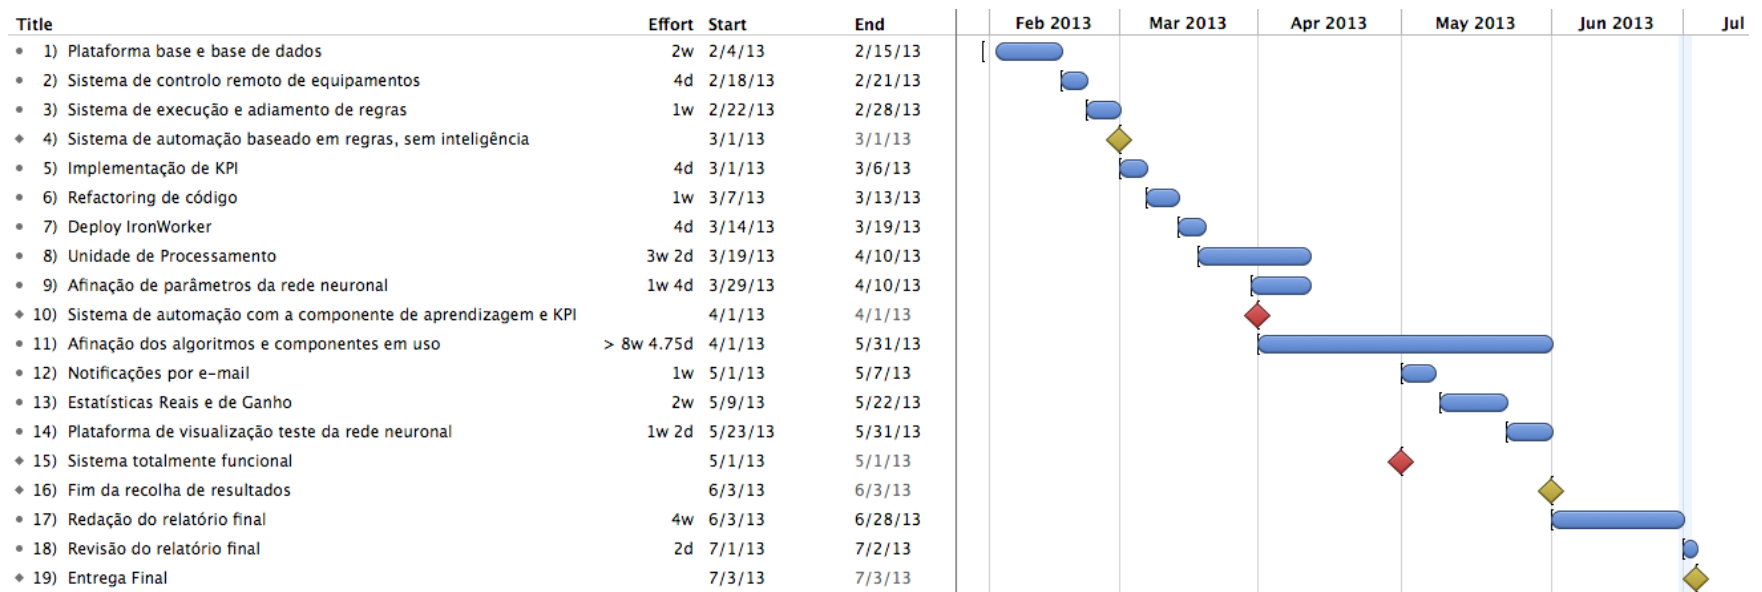 Title Effort Start End Feb 2013 Mar 2013 Apr 2013 May 2013 Jun 2013 Jul
1) Plataforma base e base de dados 2w 2/4/13 2/15/13
2) Sistema de controlo remoto de equipamentos 4d 2/18/13 2/21/13
3) Sistema de execução e adiamento de regras 1w 2/22/13 2/28/13
4) Sistema de automação baseado em regras, sem inteligência 3/1/13 3/1/13
5) Implementação de KPI 4d 3/1/13 3/6/13
6) Refactoring de código 1w 3/7/13 3/13/13
7) Deploy IronWorker 4d 3/14/13 3/19/13
8) Unidade de Processamento 3w 2d 3/19/13 4/10/13
9) Afinação de parâmetros da rede neuronal 1w 4d 3/29/13 4/10/13
10) Sistema de automação com a componente de aprendizagem e KPI 4/1/13 4/1/13
11) Afinação dos algoritmos e componentes em uso > 8w 4.75d 4/1/13 5/31/13
12) Notificações por e-mail 1w 5/1/13 5/7/13
13) Estatísticas Reais e de Ganho 2w 5/9/13 5/22/13
14) Plataforma de visualização teste da rede neuronal 1w 2d 5/23/13 5/31/13
15) Sistema totalmente funcional 5/1/13 5/1/13
16) Fim da recolha de resultados 6/3/13 6/3/13
17) Redação do relatório final 4w 6/3/13 6/28/13
18) Revisão do relatório final 2d 7/1/13 7/2/13
19) Entrega Final 7/3/13 7/3/13